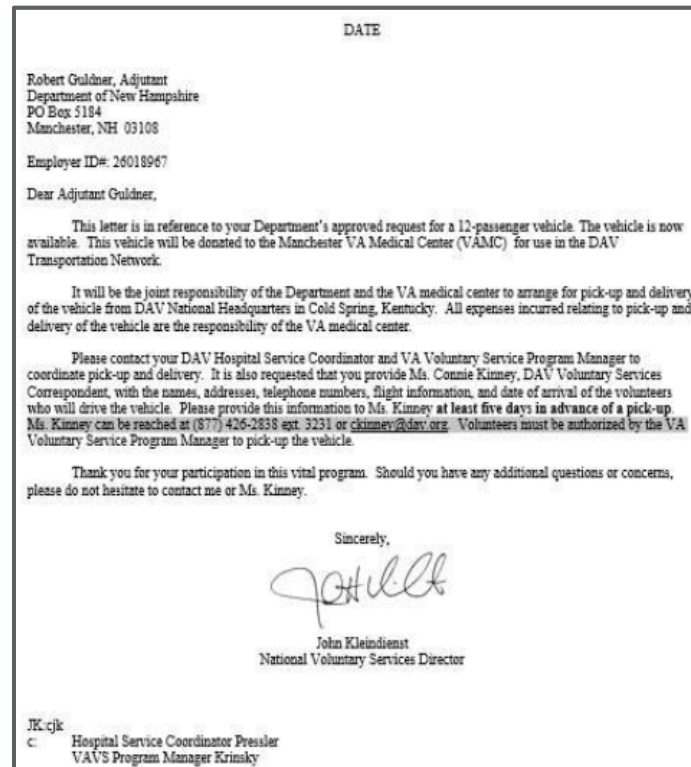 DATE
Robert Guldner, Adjutant
Department of New Hampshire
PO Box 5184
Manchester, NH 03108
Employer ID#: 26018967
Dear Adjutant Guldner,
This letter is in reference to your Department's approved request for a 12-passenger vehicle. The vehicle is now
available. This vehicle will be donated to the Manchester VA Medical Center (VAMC) for use in the DAV
Transportation Network.
It will be the joint responsibility of the Department and the VA medical center to arrange for pick-up and delivery
of the vehicle from DAV National Headquarters in Cold Spring, Kentucky. All expenses incurred relating to pick-up and
delivery of the vehicle are the responsibility of the VA medical center.
Please contact your DAV Hospital Service Coordinator and VA Voluntary Service Program Manager to
coordinate pick-up and delivery. It is also requested that you provide Ms. Connie Kinney, DAV Voluntary Services
Correspondent, with the names, addresses, telephone numbers, flight information, and date of arrival of the volunteers
who will drive the vehicle. Please provide this information to Ms. Kinney at least five days in advance of a pick-up.
Ms. Kinney can be reached at (877) 426-2838 ext. 3231 or ckinney@dav.org. Volunteers must be authorized by the VA
Voluntary Service Program Manager to pick-up the vehicle.
Thank you for your participation in this vital program. Should you have any additional questions or concerns,
please do not hesitate to contact me or Ms. Kinney.
Sincerely,
John Kleindienst
National Voluntary Services Director
JK:cjk
c: Hospital Service Coordinator Pressler
VAVS Program Manager Krinsky